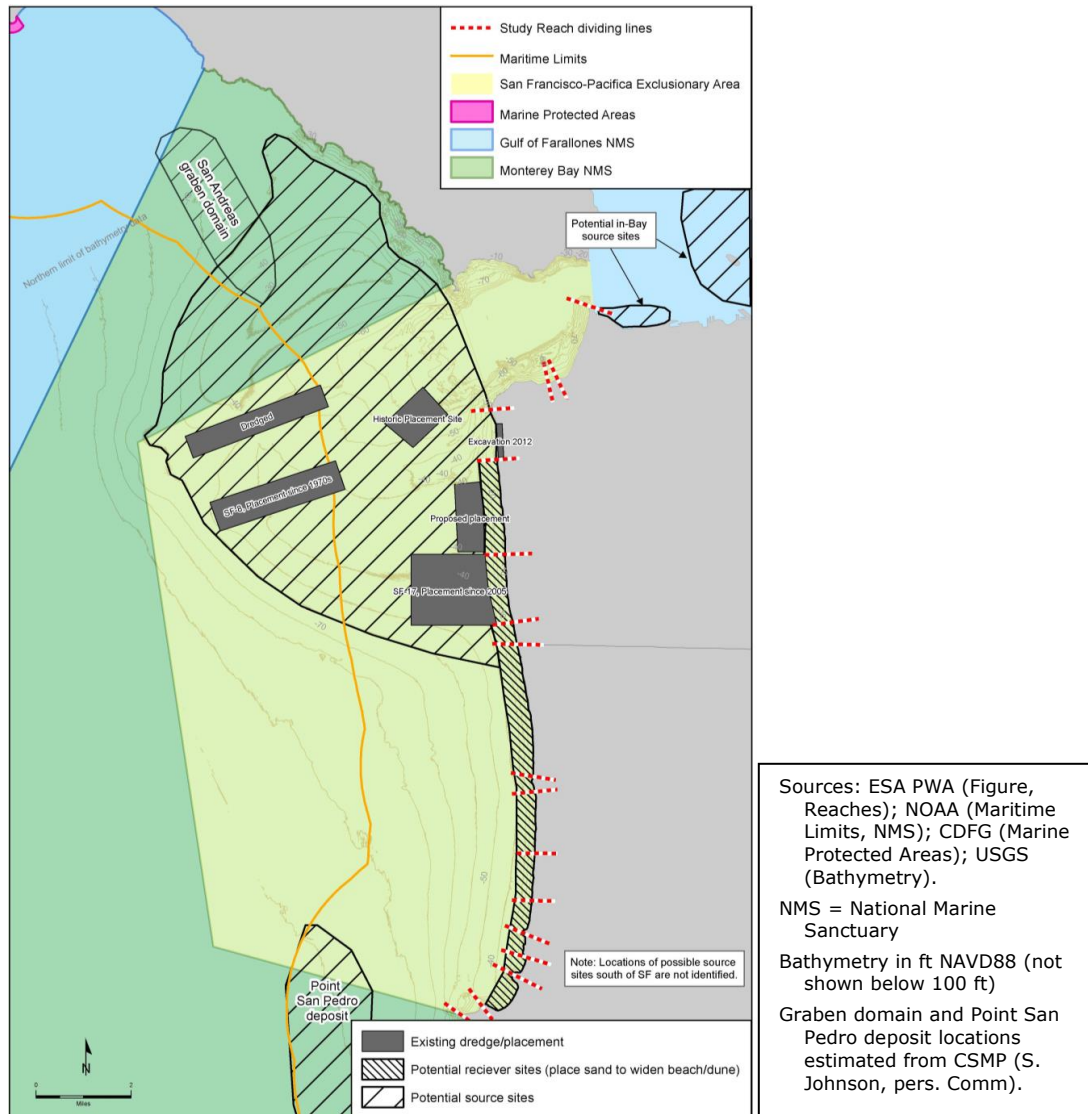 Study Reach dividing lines
Maritime Limits
San Francisco-Pacifica Exclusionary Area
Marine Protected Areas
Gulf of Farallones NMS
Monterey Bay NMS
San Andreas
graben domain
Northern limit of bathymetry data
Potential in-Bay
source sites
Dredged
Historic Placement Site
Excavation 2012
SF-8, Placement since 1970s
Proposed placement
SF-17, Placement since 2005
Note: Locations of possible source
sites south of SF are not identified.
Point
San Pedro
deposit
N
0 2
Miles
Existing dredge/placement
Potential reciever sites (place sand to widen beach/dune)
Potential source sites
Sources: ESA PWA (Figure,
Reaches); NOAA (Maritime
Limits, NMS); CDFG (Marine
Protected Areas); USGS
(Bathymetry).
NMS = National Marine
Sanctuary
Bathymetry in ft NAVD88 (not
shown below 100 ft)
Graben domain and Point San
Pedro deposit locations
estimated from CSMP (S.
Johnson, pers. Comm).